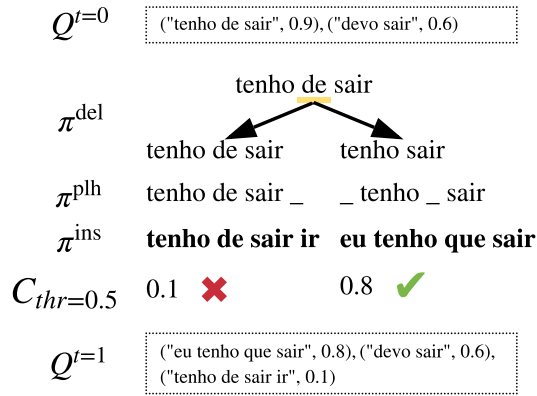 Q^{t=0} ("tenho de sair", 0.9), ("devo sair", 0.6)
tenho de sair
π^{del}
tenho de sair tenho sair
π^{plh} tenho de sair _ _ tenho _ sair
π^{ins} tenho de sair ir eu tenho que sair
C_{thr=0.5} 0.1 ✖ 0.8 ✔
Q^{t=1} ("eu tenho que sair", 0.8), ("devo sair", 0.6),
("tenho de sair ir", 0.1)